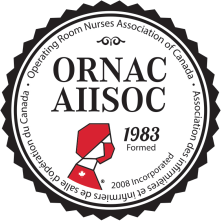 • Operating Room Nurses Association of Canada •
Association des infirmières et infirmiers de salle d'opération du Canada
ORNAC
AIISOC
1983
Formed
®
2008 Incorporated